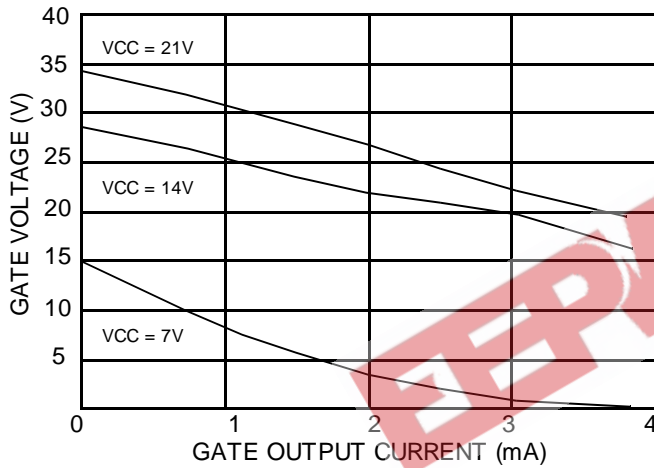 40
35
30
25
20
15
10
5
VCC = 21V
VCC = 14V
VCC = 7V
GATE VOLTAGE (V)
0 1 2 3 4
GATE OUTPUT CURRENT (mA)